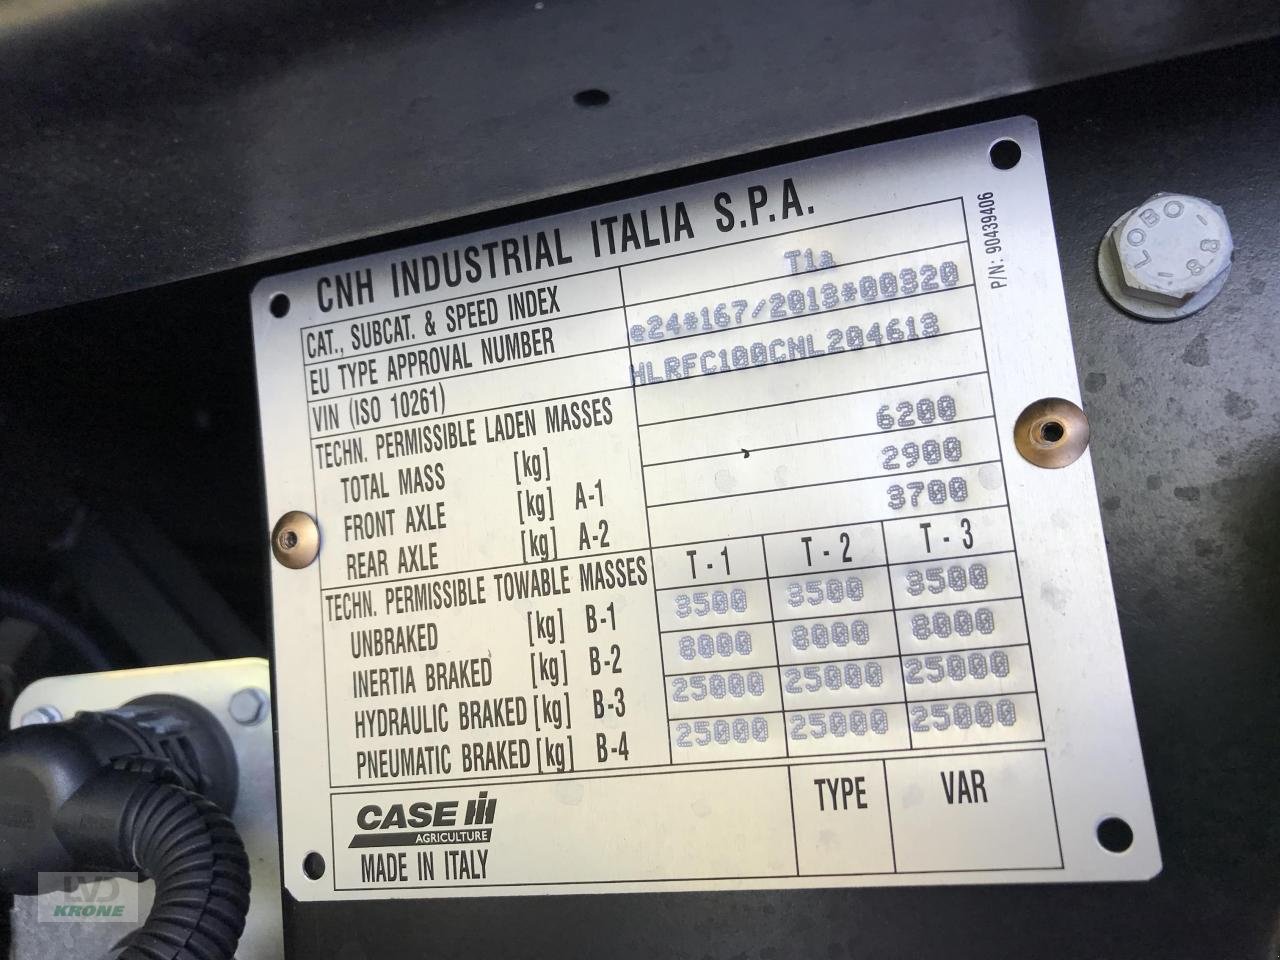 CNH INDUSTRIAL ITALIA S.P.A.
P/N: 90439406
CAT., SUBCAT. & SPEED INDEX T1a
EU TYPE APPROVAL NUMBER e24*167/2013*00320
VIN (ISO 10261) HLRFC100CNL204613
TECHN. PERMISSIBLE LADEN MASSES
TOTAL MASS [kg] 6200
FRONT AXLE [kg] A-1 2900
REAR AXLE [kg] A-2 3700
TECHN. PERMISSIBLE TOWABLE MASSES T-1 T-2 T-3
UNBRAKED [kg] B-1 3500 3500 3500
INERTIA BRAKED [kg] B-2 8000 8000 8000
HYDRAULIC BRAKED [kg] B-3 25000 25000 25000
PNEUMATIC BRAKED [kg] B-4 25000 25000 25000
CASE IH
AGRICULTURE
MADE IN ITALY
TYPE VAR
LOBO
8.8
LVD
KRONE